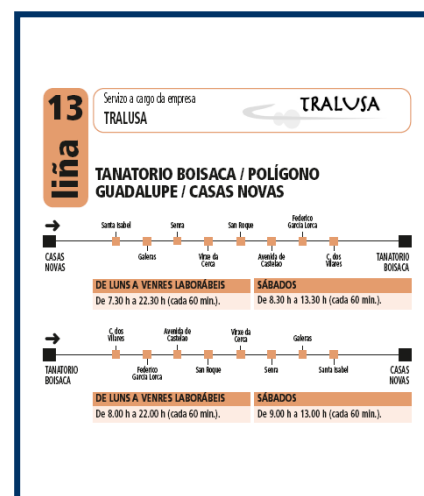 13
liña
Servizo a cargo da empresa
TRALUSA
TRALUSA
TANATORIO BOISACA / POLÍGONO
GUADALUPE / CASAS NOVAS
Santa Isabel
Senra
San Roque
Federico
García Lorca
CASAS
NOVAS
Galeras
Virxe da
Cerca
Avenida de
Castelao
C. dos
Vilares
TANATORIO
BOISACA
DE LUNS A VENRES LABORÁBEIS
SÁBADOS
De 7.30 h a 22.30 h (cada 60 min.).
De 8.30 h a 13.30 h (cada 60 min.).
C. dos
Vilares
Avenida de
Castelao
Virxe da
Cerca
Galeras
TANATORIO
BOISACA
Federico
García Lorca
San Roque
Senra
Santa Isabel
CASAS
NOVAS
DE LUNS A VENRES LABORÁBEIS
SÁBADOS
De 8.00 h a 22.00 h (cada 60 min.).
De 9.00 h a 13.00 h (cada 60 min.).